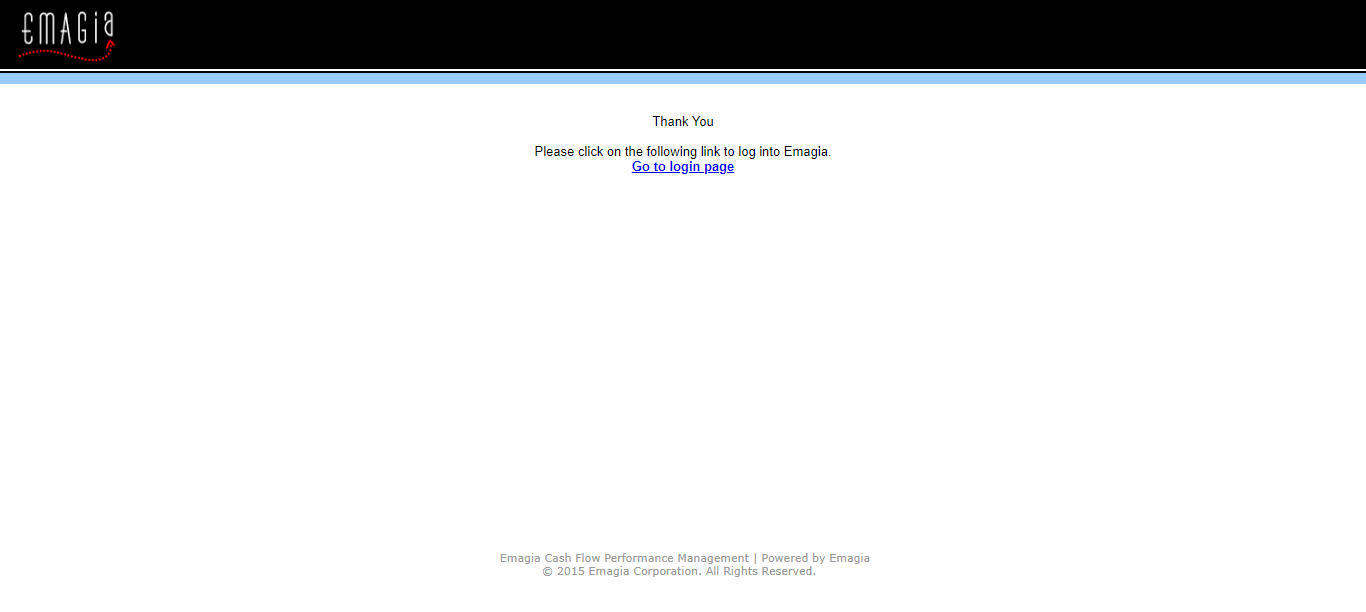 EMAGIA
Thank You
Please click on the following link to log into Emagia.
Go to login page
Emagia Cash Flow Performance Management | Powered by Emagia
© 2015 Emagia Corporation. All Rights Reserved.